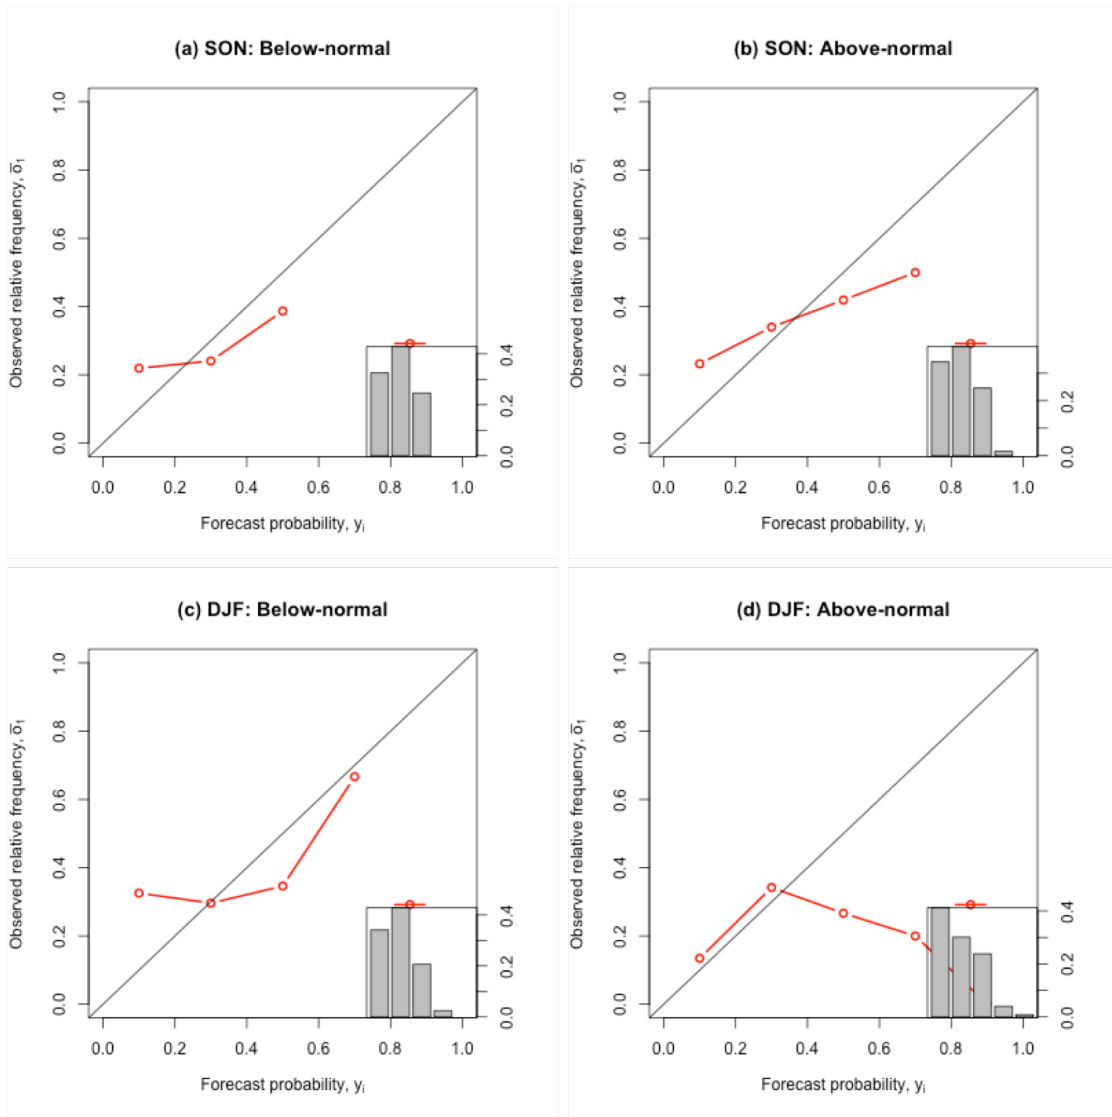 (a) SON: Below-normal
Observed relative frequency, o̅₁
0.0 0.2 0.4 0.6 0.8 1.0
0.0 0.2 0.4
0.0 0.2 0.4 0.6 0.8 1.0
Forecast probability, yᵢ
(b) SON: Above-normal
Observed relative frequency, o̅₁
0.0 0.2 0.4 0.6 0.8 1.0
0.0 0.2
0.0 0.2 0.4 0.6 0.8 1.0
Forecast probability, yᵢ
(c) DJF: Below-normal
Observed relative frequency, o̅₁
0.0 0.2 0.4 0.6 0.8 1.0
0.0 0.2 0.4
0.0 0.2 0.4 0.6 0.8 1.0
Forecast probability, yᵢ
(d) DJF: Above-normal
Observed relative frequency, o̅₁
0.0 0.2 0.4 0.6 0.8 1.0
0.0 0.2 0.4
0.0 0.2 0.4 0.6 0.8 1.0
Forecast probability, yᵢ